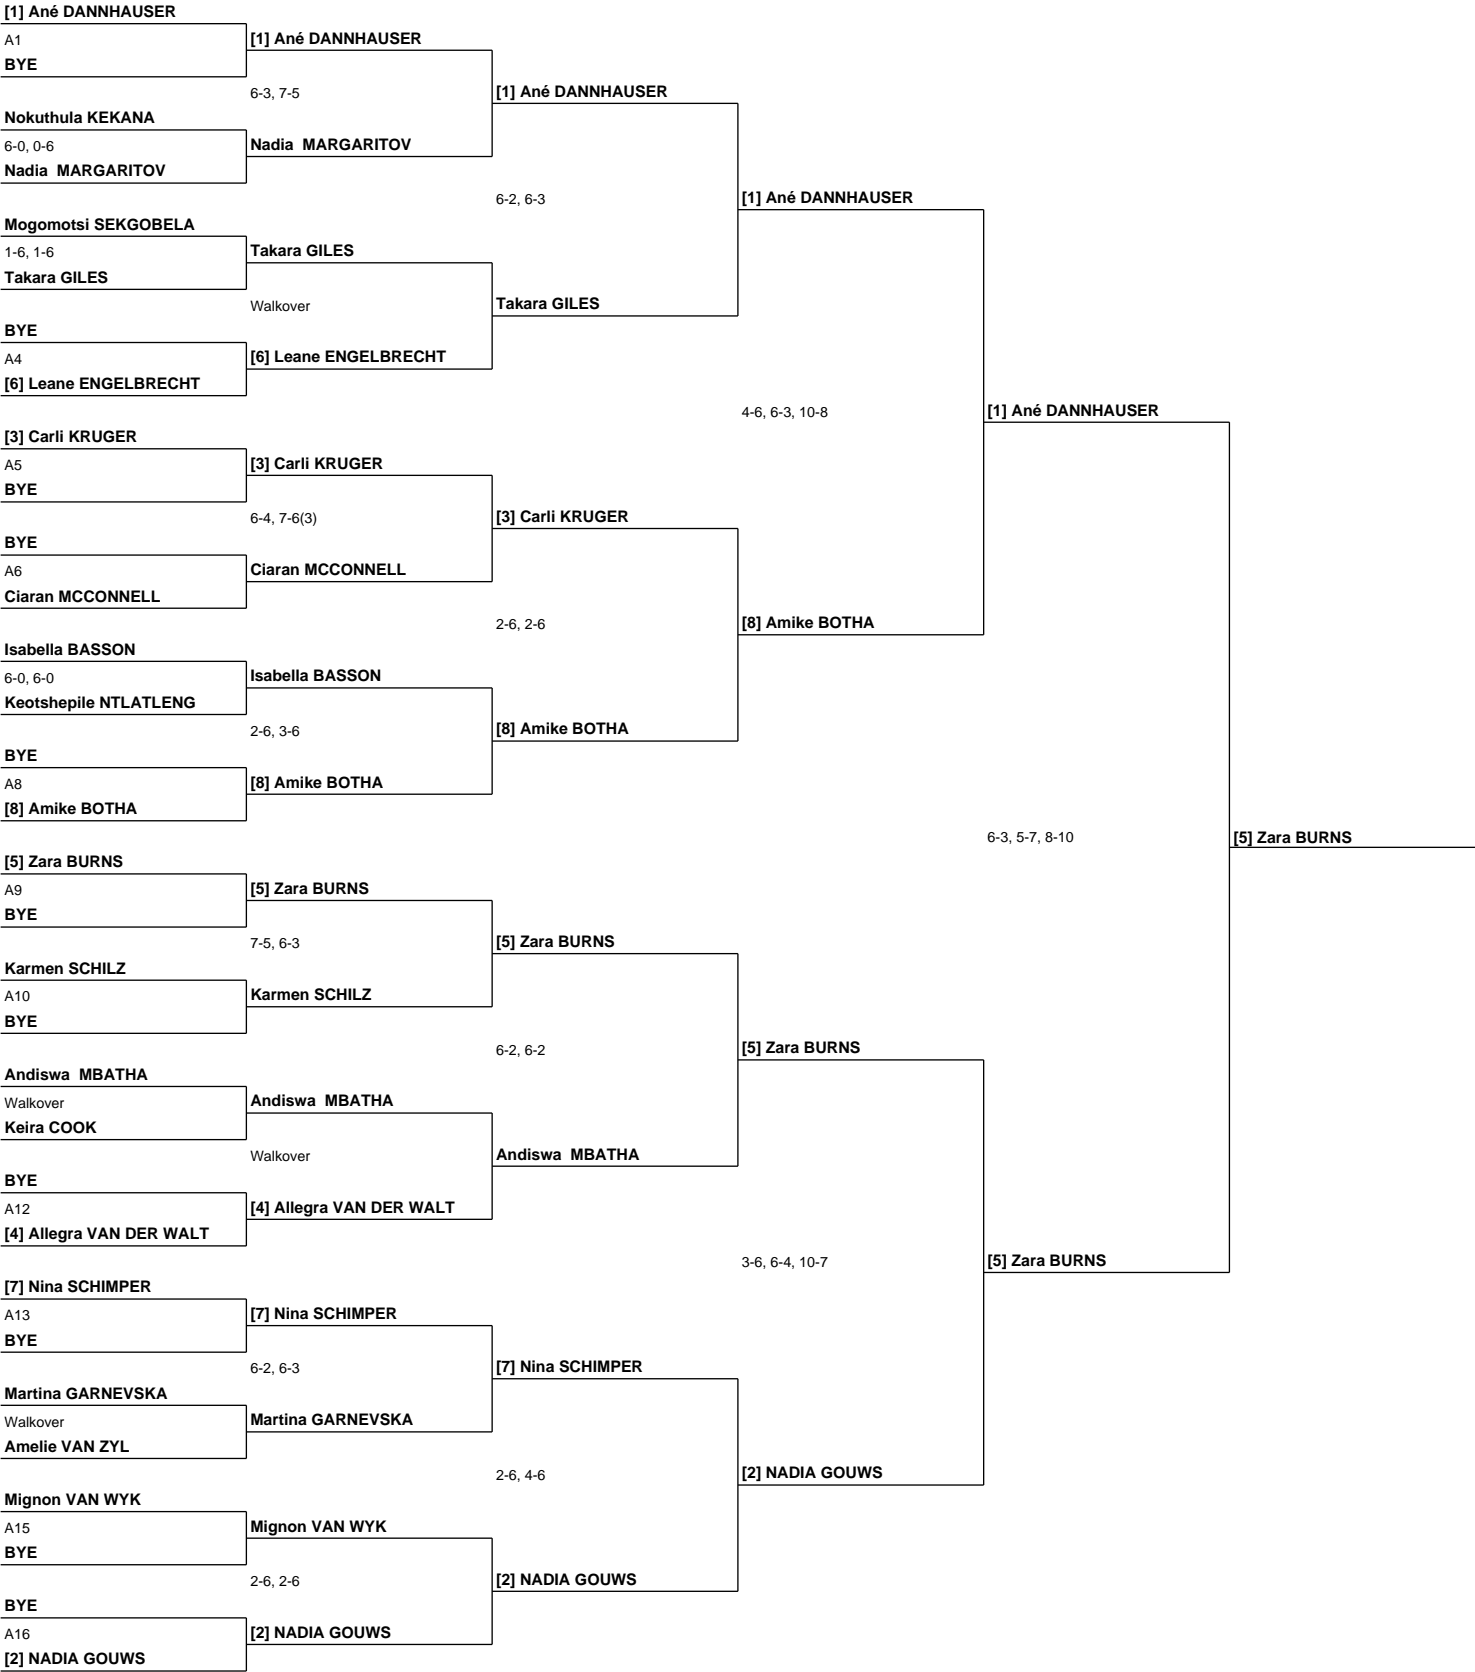 [1] Ané DANNHAUSER
A1
BYE
Nokuthula KEKANA
6-0, 0-6
Nadia  MARGARITOV
Mogomotsi SEKGOBELA
1-6, 1-6
Takara GILES
BYE
A4
[6] Leane ENGELBRECHT
[3] Carli KRUGER
A5
BYE
BYE
A6
Ciaran MCCONNELL
Isabella BASSON
6-0, 6-0
Keotshepile NTLATLENG
BYE
A8
[8] Amike BOTHA
[5] Zara BURNS
A9
BYE
Karmen SCHILZ
A10
BYE
Andiswa  MBATHA
Walkover
Keira COOK
BYE
A12
[4] Allegra VAN DER WALT
[7] Nina SCHIMPER
A13
BYE
Martina GARNEVSKA
Walkover
Amelie VAN ZYL
Mignon VAN WYK
A15
BYE
BYE
A16
[2] NADIA GOUWS
[1] Ané DANNHAUSER
6-3, 7-5
Nadia  MARGARITOV
Takara GILES
Walkover
[6] Leane ENGELBRECHT
[3] Carli KRUGER
6-4, 7-6(3)
Ciaran MCCONNELL
Isabella BASSON
2-6, 3-6
[8] Amike BOTHA
[5] Zara BURNS
7-5, 6-3
Karmen SCHILZ
Andiswa  MBATHA
Walkover
[4] Allegra VAN DER WALT
[7] Nina SCHIMPER
6-2, 6-3
Martina GARNEVSKA
Mignon VAN WYK
2-6, 2-6
[2] NADIA GOUWS
[1] Ané DANNHAUSER
6-2, 6-3
Takara GILES
[3] Carli KRUGER
2-6, 2-6
[8] Amike BOTHA
[5] Zara BURNS
6-2, 6-2
Andiswa  MBATHA
[7] Nina SCHIMPER
2-6, 4-6
[2] NADIA GOUWS
[1] Ané DANNHAUSER
4-6, 6-3, 10-8
[8] Amike BOTHA
[5] Zara BURNS
3-6, 6-4, 10-7
[2] NADIA GOUWS
[1] Ané DANNHAUSER
6-3, 5-7, 8-10
[5] Zara BURNS
[5] Zara BURNS